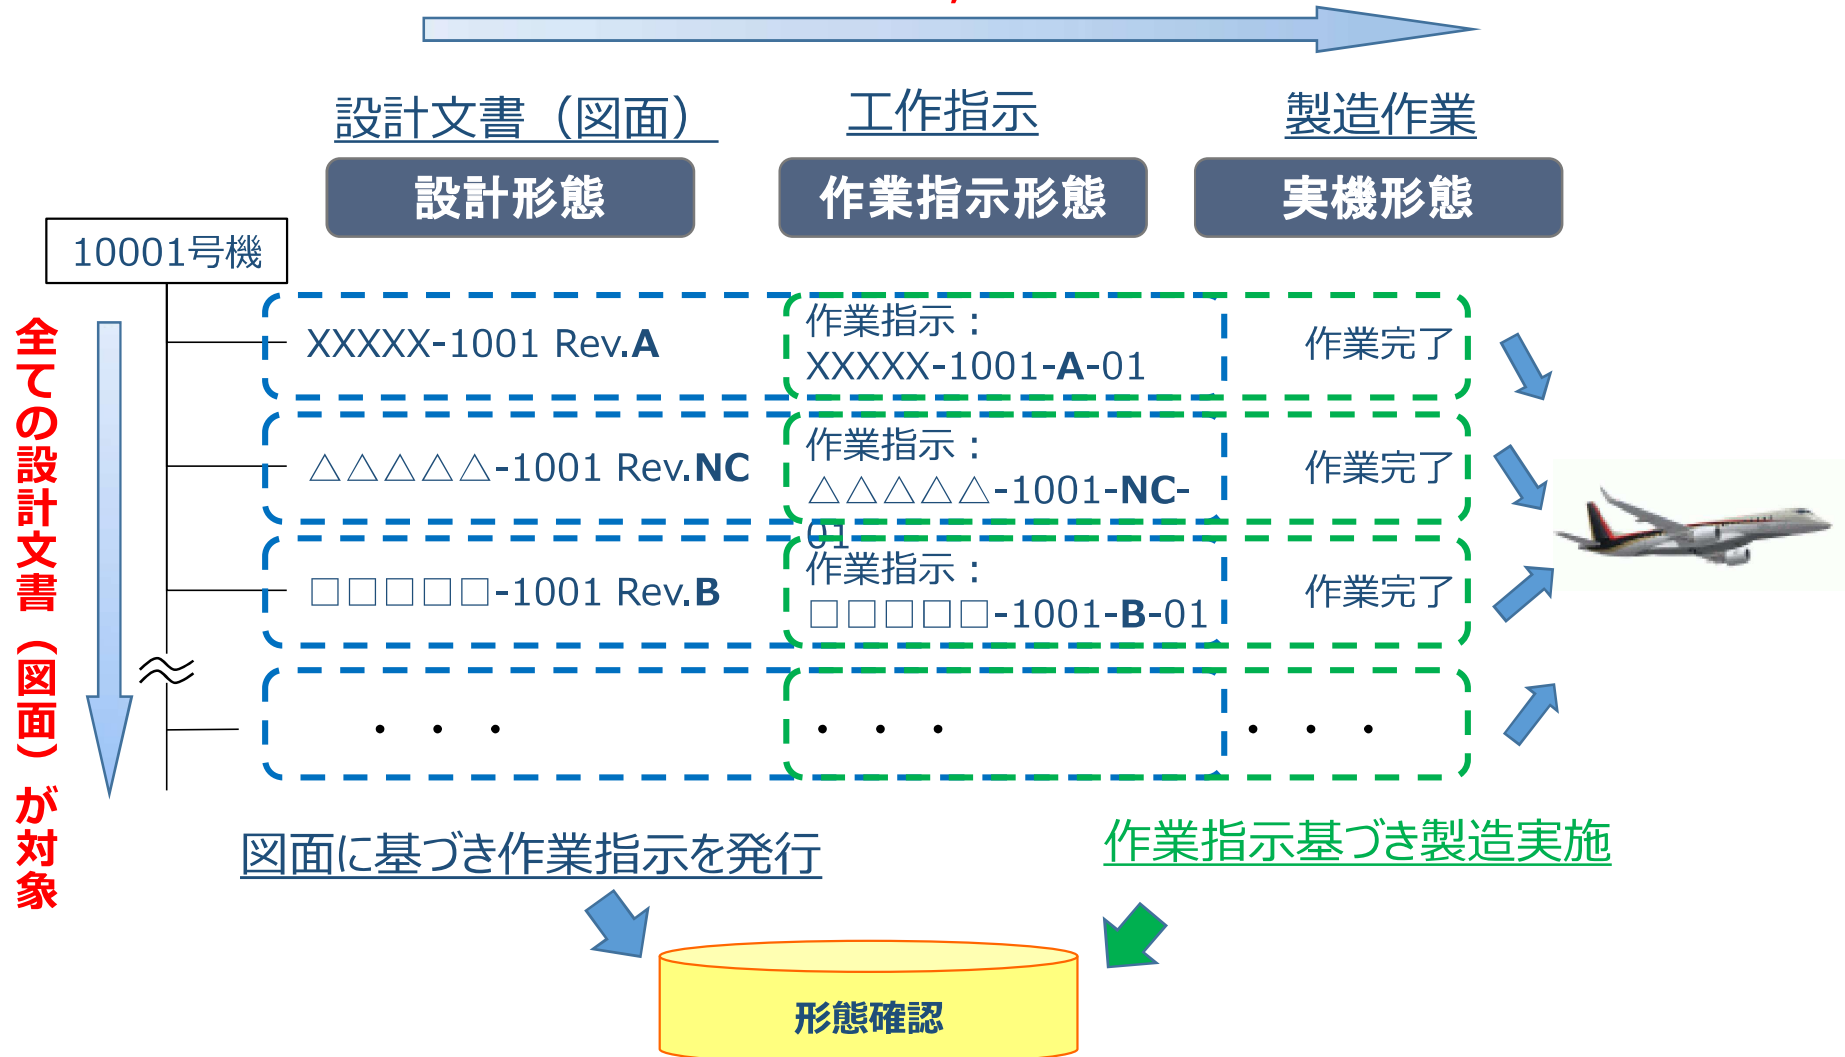 設計文書（図面）
工作指示
製造作業
設計形態
作業指示形態
実機形態
10001号機
全ての設計文書（図面）が対象
XXXXX-1001 Rev.A
作業指示：
XXXXX-1001-A-01
作業完了
△△△△△-1001 Rev.NC
作業指示：
△△△△△-1001-NC-
01
作業完了
□□□□□-1001 Rev.B
作業指示：
□□□□□-1001-B-01
作業完了
・・・
・・・
・・・
図面に基づき作業指示を発行
作業指示基づき製造実施
形態確認